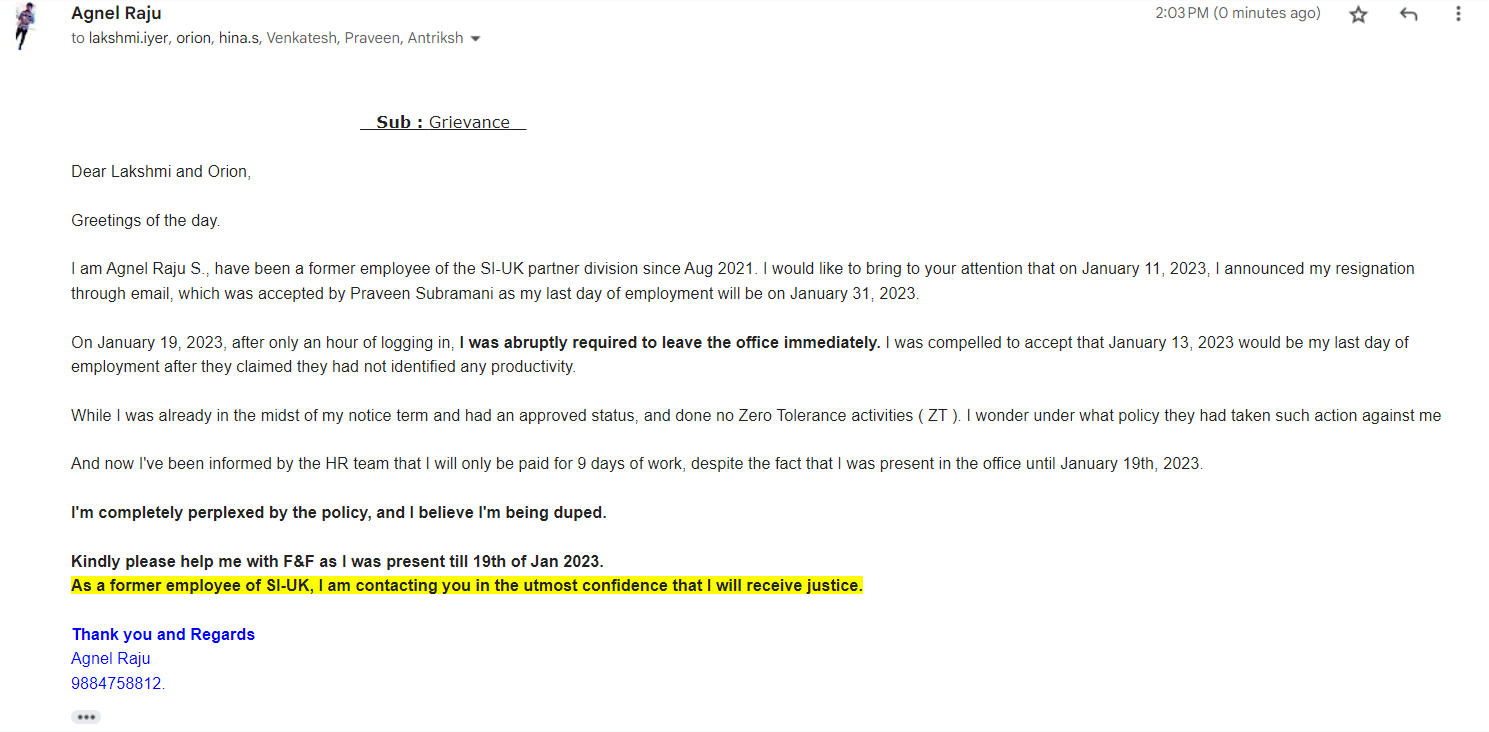 Agnel Raju
2:03 PM (0 minutes ago)
to lakshmi.iyer, orion, hina.s, Venkatesh, Praveen, Antriksh
Sub : Grievance
Dear Lakshmi and Orion,
Greetings of the day.
I am Agnel Raju S., have been a former employee of the SI-UK partner division since Aug 2021. I would like to bring to your attention that on January 11, 2023, I announced my resignation
through email, which was accepted by Praveen Subramani as my last day of employment will be on January 31, 2023.
On January 19, 2023, after only an hour of logging in, I was abruptly required to leave the office immediately. I was compelled to accept that January 13, 2023 would be my last day of
employment after they claimed they had not identified any productivity.
While I was already in the midst of my notice term and had an approved status, and done no Zero Tolerance activities ( ZT ). I wonder under what policy they had taken such action against me
And now I've been informed by the HR team that I will only be paid for 9 days of work, despite the fact that I was present in the office until January 19th, 2023.
I'm completely perplexed by the policy, and I believe I'm being duped.
Kindly please help me with F&F as I was present till 19th of Jan 2023.
As a former employee of SI-UK, I am contacting you in the utmost confidence that I will receive justice.
Thank you and Regards
Agnel Raju
9884758812.